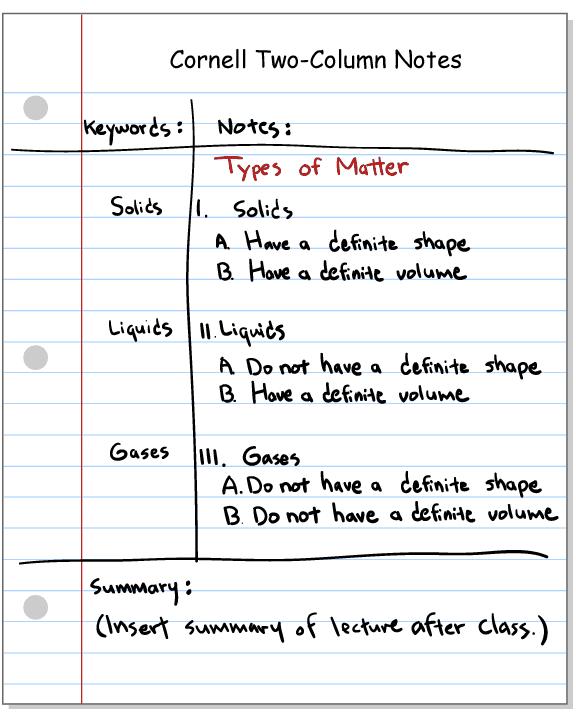 Cornell Two-Column Notes
Keywords: Notes:
Types of Matter
Solids I. Solids
A. Have a definite shape
B. Have a definite volume
Liquids II. Liquids
A. Do not have a definite shape
B. Have a definite volume
Gases III. Gases
A. Do not have a definite shape
B. Do not have a definite volume
Summary:
(Insert summary of lecture after class.)